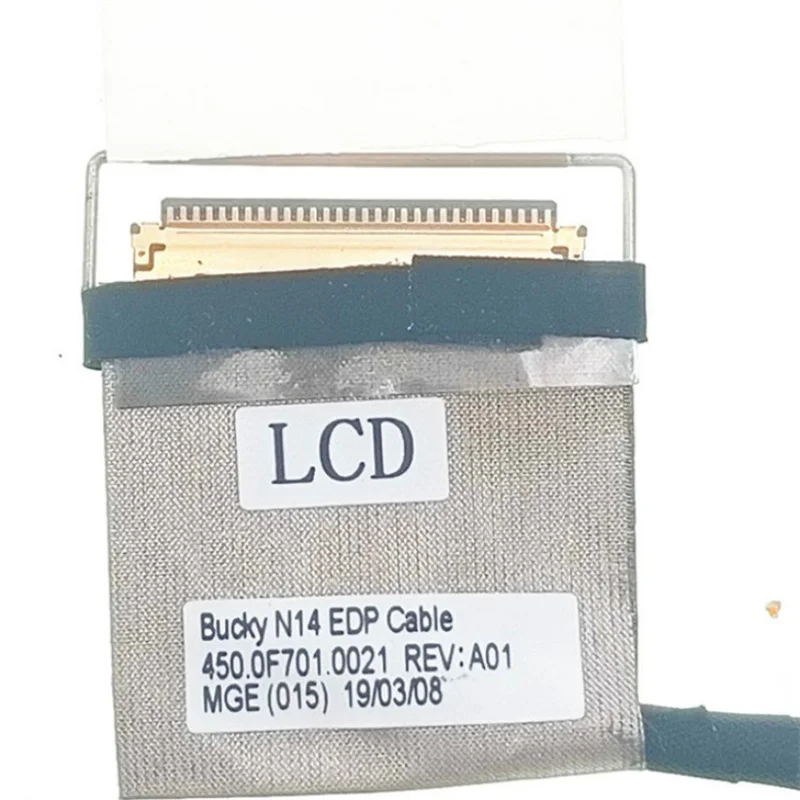 LCD
Bucky N14 EDP Cable
450.0F701.0021 REV:A01
MGE (015) 19/03/08